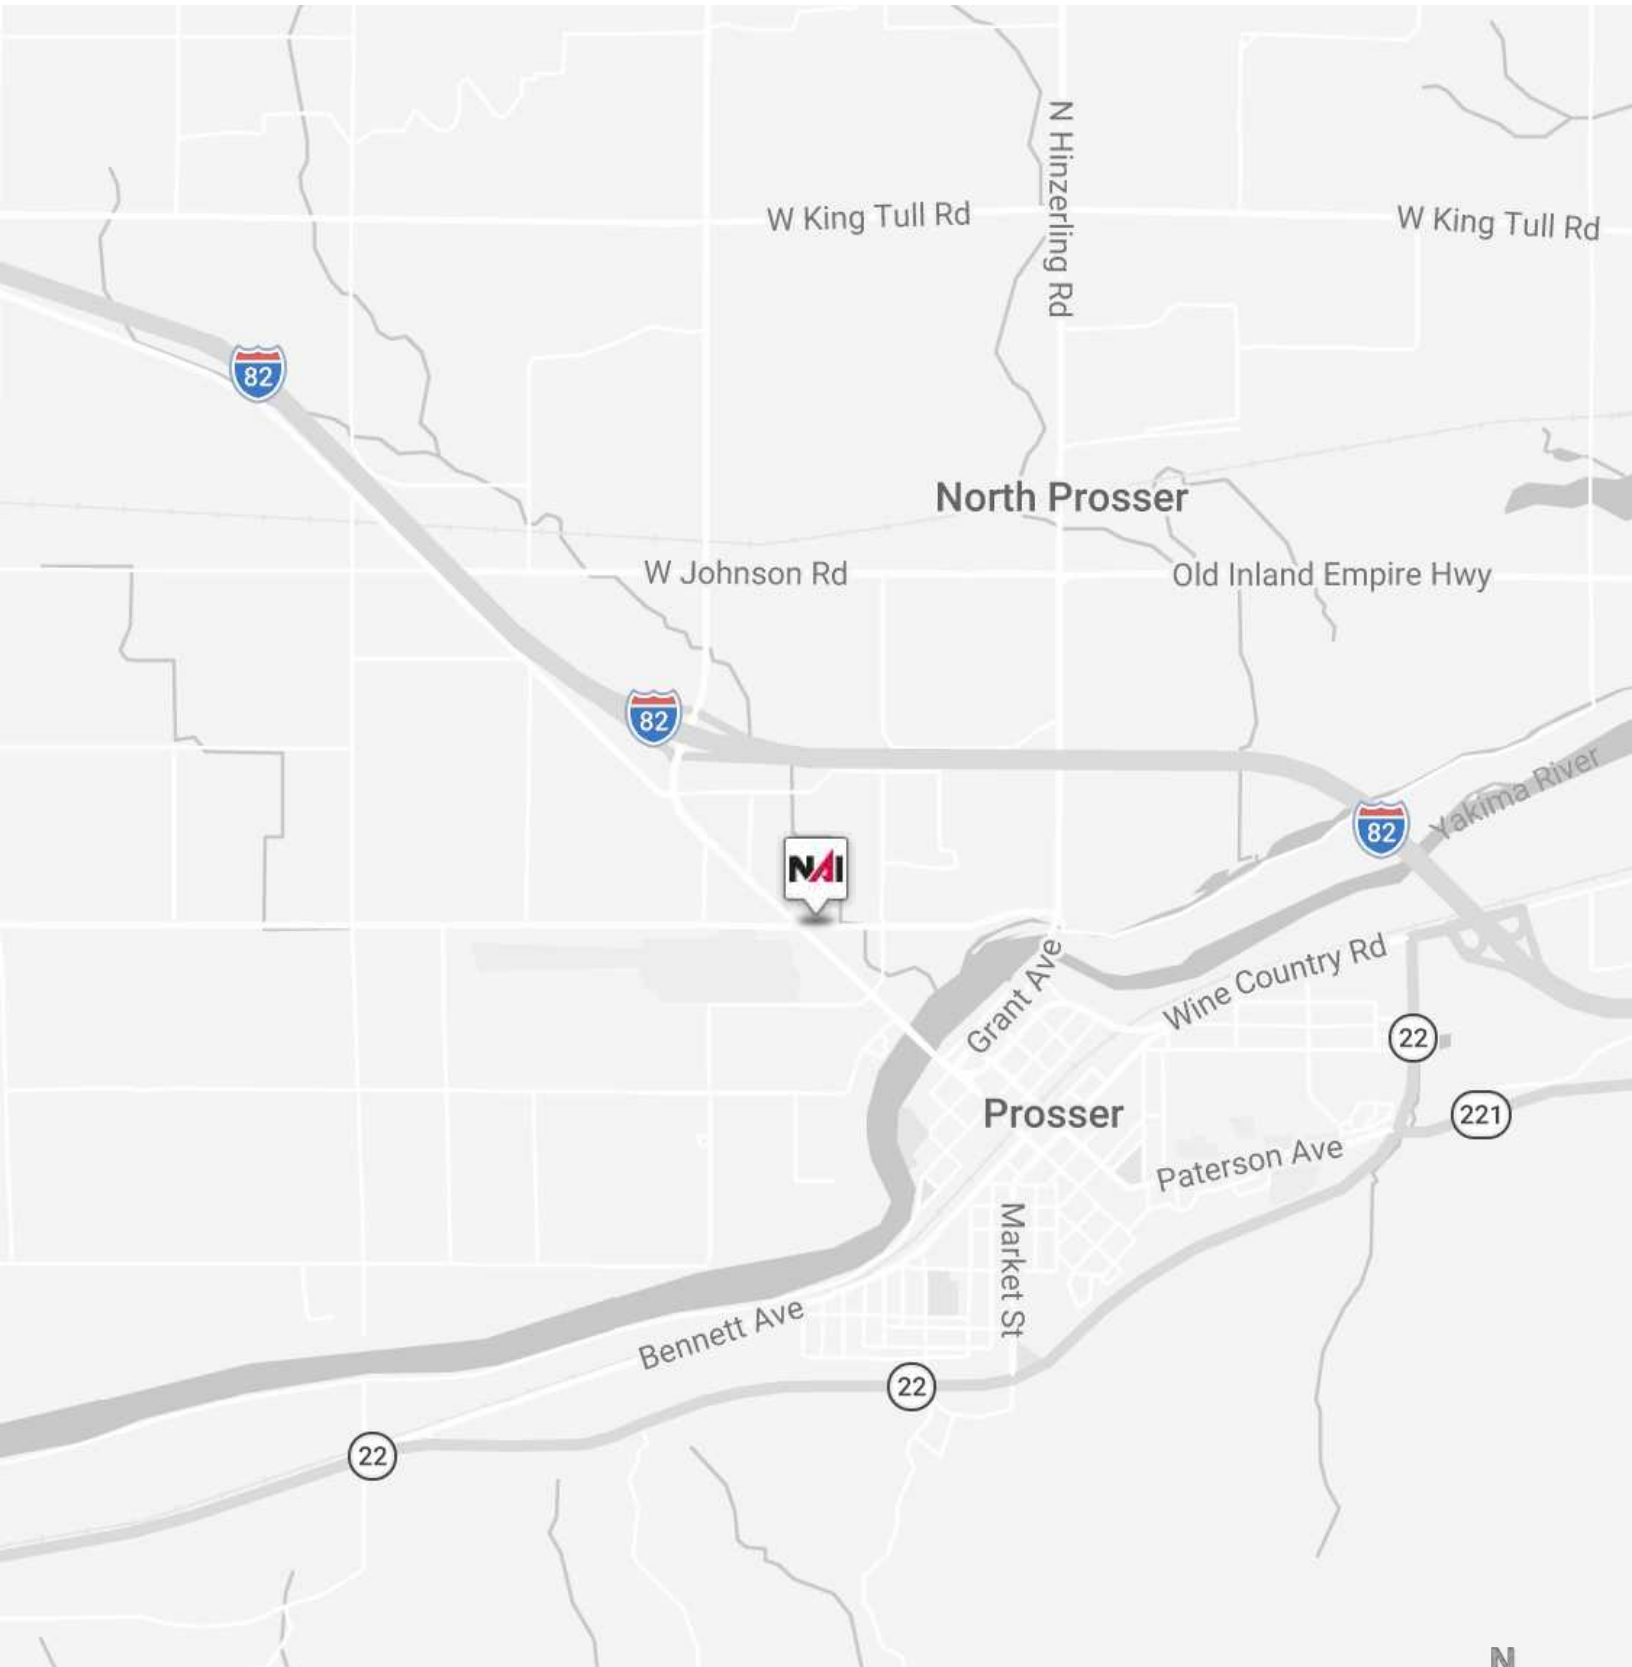 N Hinzerling Rd
W King Tull Rd
W King Tull Rd
82
North Prosser
W Johnson Rd
Old Inland Empire Hwy
82
Yakima River
82
NAI
Grant Ave
Wine Country Rd
22
Prosser
221
Paterson Ave
Market St
Bennett Ave
22
22
N